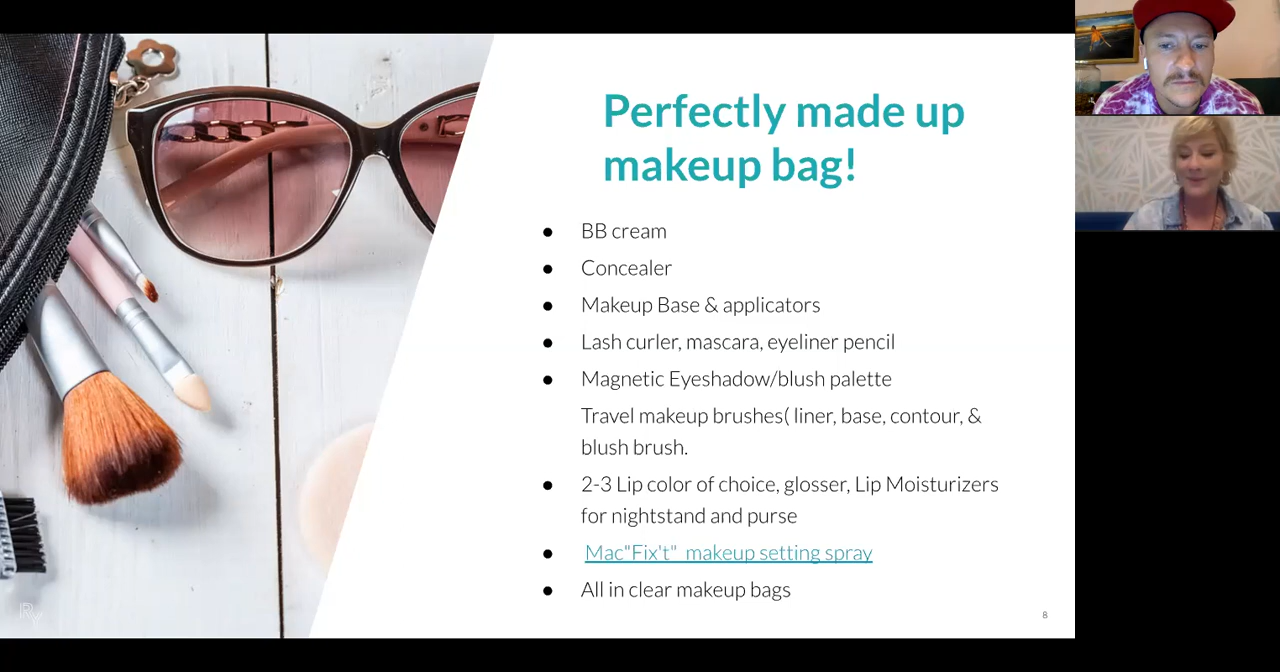 Perfectly made up
makeup bag!
● BB cream
● Concealer
● Makeup Base & applicators
● Lash curler, mascara, eyeliner pencil
● Magnetic Eyeshadow/blush palette
Travel makeup brushes( liner, base, contour, &
blush brush.
● 2-3 Lip color of choice, glosser, Lip Moisturizers
for nightstand and purse
● Mac"Fix't" makeup setting spray
● All in clear makeup bags
8